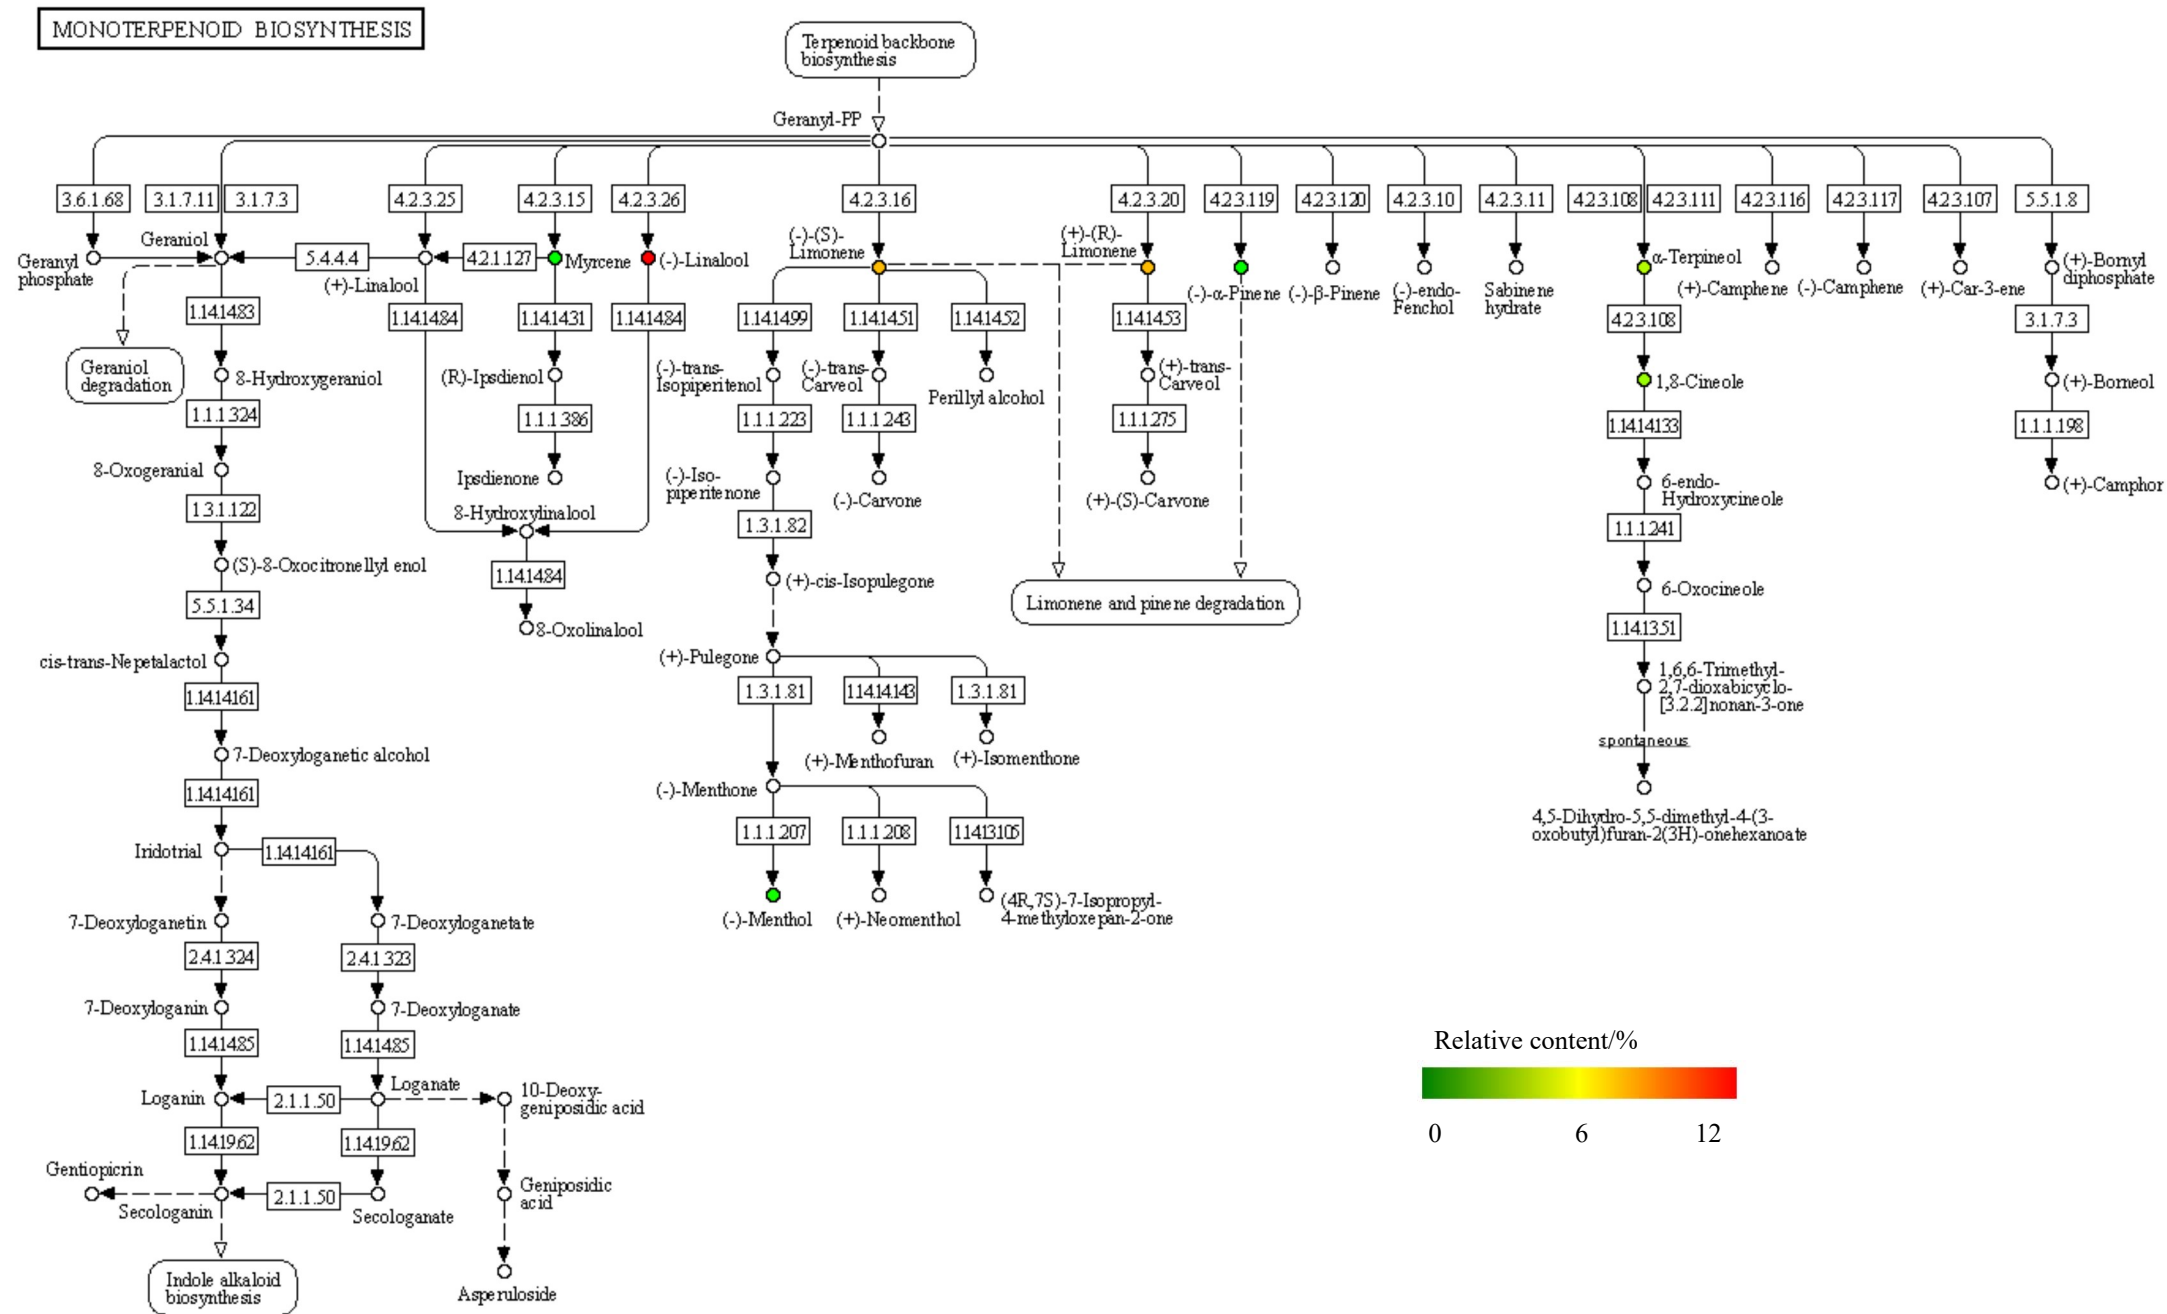 MONOTERPENOID BIOSYNTHESIS
Terpenoid backbone
biosynthesis
Geranyl-PP
3.6.1.68
3.1.7.11
3.1.7.3
4.2.3.25
4.2.3.15
4.2.3.26
4.2.3.16
4.2.3.20
4.2.3.119
4.2.3.120
4.2.3.10
4.2.3.11
4.2.3.108
4.2.3.111
4.2.3.116
4.2.3.117
4.2.3.107
5.5.1.8
Geranyl
phosphate
Geraniol
5.4.4.4
(+)-Linalool
4.2.1.127
Myrcene
(-)-Linalool
(-)-(S)-
Limonene
(+)-(R)-
Limonene
(-)-α-Pinene
(-)-β-Pinene
(-)-endo-
Fenchol
Sabinene
hydrate
α-Terpineol
(+)-Camphene
(-)-Camphene
(+)-Car-3-ene
(+)-Bornyl
diphosphate
1.14.14.83
1.14.14.84
1.14.14.31
1.14.14.84
1.14.14.99
1.14.14.51
1.14.14.52
1.14.14.53
4.2.3.108
3.1.7.3
Geraniol
degradation
8-Hydroxygeraniol
(R)-Ipsdienol
(-)-trans-
Isopiperitenol
(-)-trans-
Carveol
Perillyl alcohol
(+)-trans-
Carveol
1,8-Cineole
(+)-Borneol
1.1.1.324
1.1.1.386
1.1.1.223
1.1.1.243
1.1.1.275
1.14.14.133
1.1.1.198
8-Oxogeranial
Ipsdienone
(-)-Iso-
piperitenone
(-)-Carvone
(+)-(S)-Carvone
6-endo-
Hydroxycineole
(+)-Camphor
1.3.1.122
8-Hydroxylinalool
1.3.1.82
1.1.1.241
(S)-8-Oxocitronellyl enol
1.14.14.84
(+)-cis-Isopulegone
Limonene and pinene degradation
6-Oxocineole
5.5.1.34
8-Oxolinalool
1.14.13.51
cis-trans-Nepetalactol
(+)-Pulegone
1,6,6-Trimethyl-
2,7-dioxabicyclo-
[3.2.2]nonan-3-one
1.14.14.161
1.3.1.81
1.14.14.143
1.3.1.81
spontaneous
7-Deoxyloganetic alcohol
(+)-Menthofuran
(+)-Isomenthone
1.14.14.161
(-)-Menthone
4,5-Dihydro-5,5-dimethyl-4-(3-
oxobutyl)furan-2(3H)-onehexanoate
1.1.1.207
1.1.1.208
1.14.13.105
Iridotrial
1.14.14.161
(-)-Menthol
(+)-Neomenthol
(4R,7S)-7-Isopropyl-
4-methyloxepan-2-one
7-Deoxyloganetin
7-Deoxyloganetate
2.4.1.324
2.4.1.323
7-Deoxyloganin
7-Deoxyloganate
1.14.14.85
1.14.14.85
Relative content/%
0
6
12
Loganin
2.1.1.50
Loganate
10-Deoxy-
geniposidic acid
1.14.19.62
1.14.19.62
Gentiopicrin
Secologanin
2.1.1.50
Secologanate
Geniposidic
acid
Indole alkaloid
biosynthesis
Asperuloside